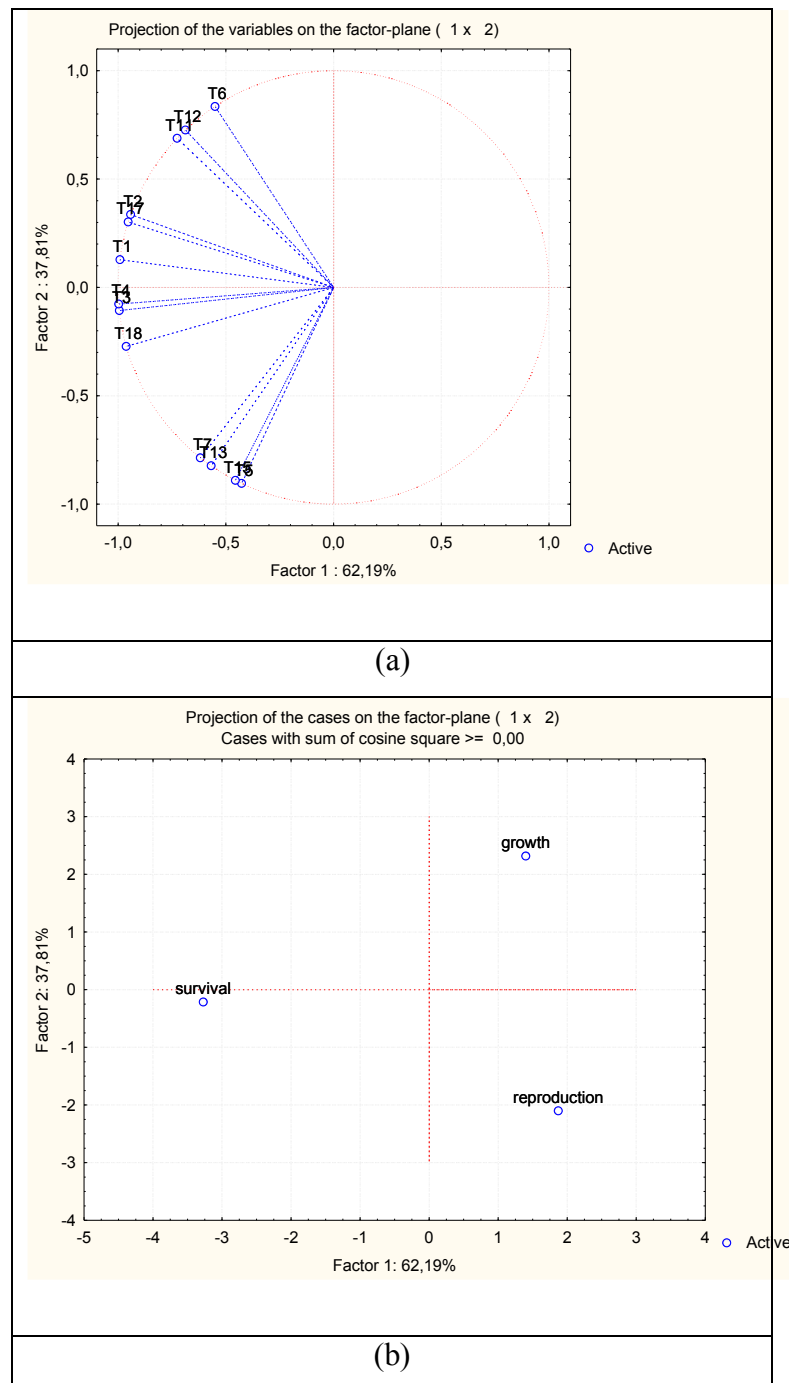 Projection of the variables on the factor-plane ( 1 x 2)
1,0
T6
T12
T11
0,5
T2
T17
T1
0,0
T4
T3
T18
-0,5
T7
T13
T15
-1,0
-1,0 -0,5 0,0 0,5 1,0
Factor 2 : 37,81%
Factor 1 : 62,19%
Active
(a)
Projection of the cases on the factor-plane ( 1 x 2)
Cases with sum of cosine square >= 0,00
4
3
growth
2
1
0
survival
-1
reproduction
-2
-3
-4
-5 -4 -3 -2 -1 0 1 2 3 4
Factor 2: 37,81%
Factor 1: 62,19%
Active
(b)